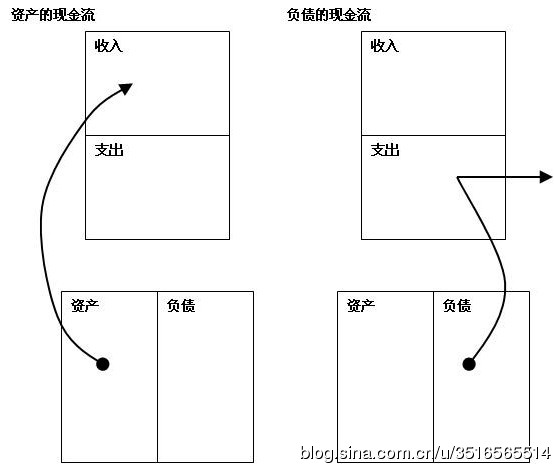 资产的现金流
收入
支出
资产 负债
负债的现金流
收入
支出
资产 负债
blog.sina.com.cn/u/3516565514